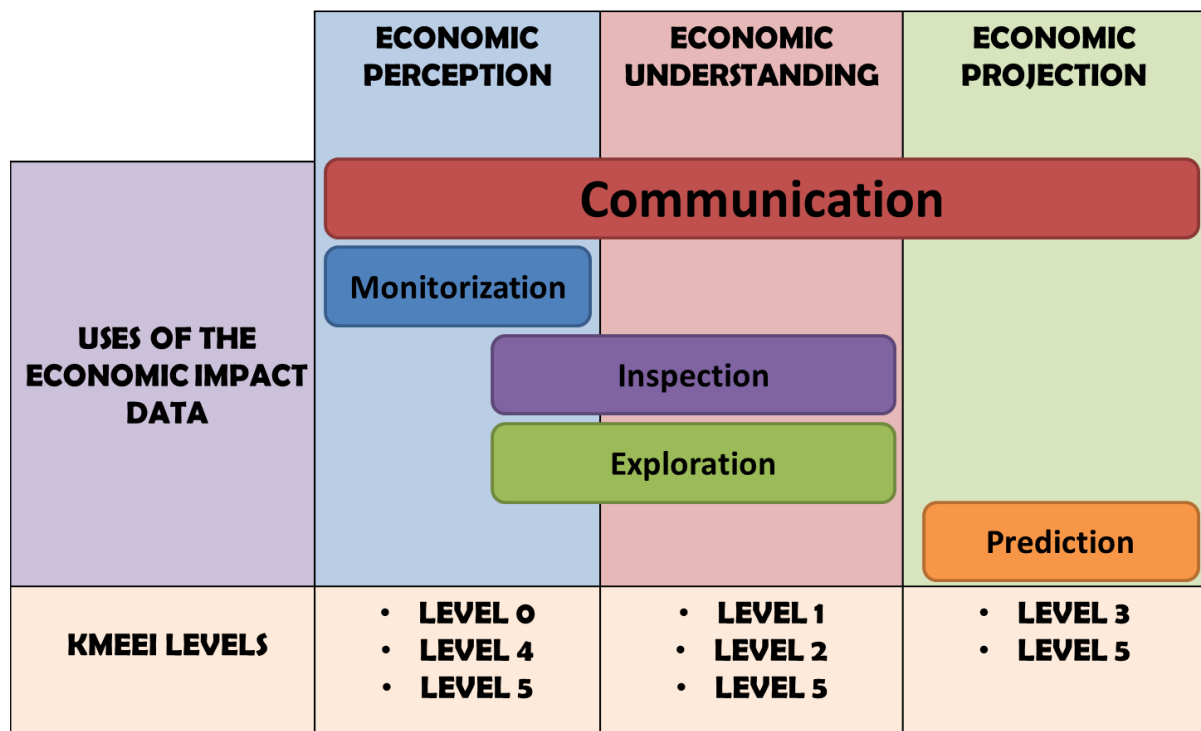 ECONOMIC
PERCEPTION
ECONOMIC
UNDERSTANDING
ECONOMIC
PROJECTION
Communication
Monitorization
USES OF THE
ECONOMIC IMPACT
DATA
Inspection
Exploration
Prediction
KMEEI LEVELS
• LEVEL 0
• LEVEL 4
• LEVEL 5
• LEVEL 1
• LEVEL 2
• LEVEL 5
• LEVEL 3
• LEVEL 5